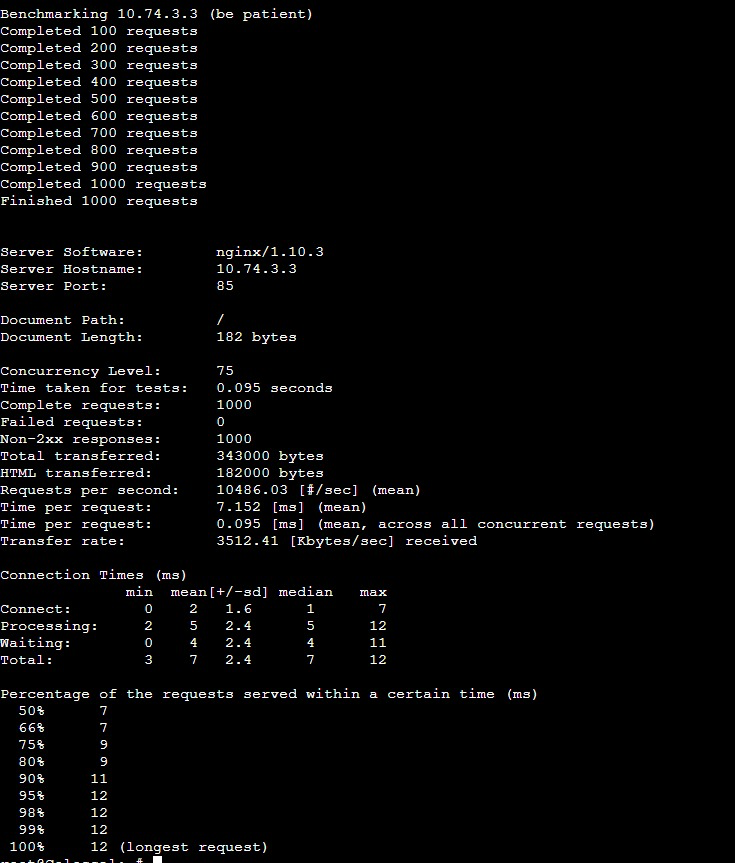 Benchmarking 10.74.3.3 (be patient)
Completed 100 requests
Completed 200 requests
Completed 300 requests
Completed 400 requests
Completed 500 requests
Completed 600 requests
Completed 700 requests
Completed 800 requests
Completed 900 requests
Completed 1000 requests
Finished 1000 requests
Server Software: nginx/1.10.3
Server Hostname: 10.74.3.3
Server Port: 85
Document Path: /
Document Length: 182 bytes
Concurrency Level: 75
Time taken for tests: 0.095 seconds
Complete requests: 1000
Failed requests: 0
Non-2xx responses: 1000
Total transferred: 343000 bytes
HTML transferred: 182000 bytes
Requests per second: 10486.03 [#/sec] (mean)
Time per request: 7.152 [ms] (mean)
Time per request: 0.095 [ms] (mean, across all concurrent requests)
Transfer rate: 3512.41 [Kbytes/sec] received
Connection Times (ms)
min mean[+/-sd] median max
Connect: 0 2 1.6 1 7
Processing: 2 5 2.4 5 12
Waiting: 0 4 2.4 4 11
Total: 3 7 2.4 7 12
Percentage of the requests served within a certain time (ms)
50% 7
66% 7
75% 9
80% 9
90% 11
95% 12
98% 12
99% 12
100% 12 (longest request)